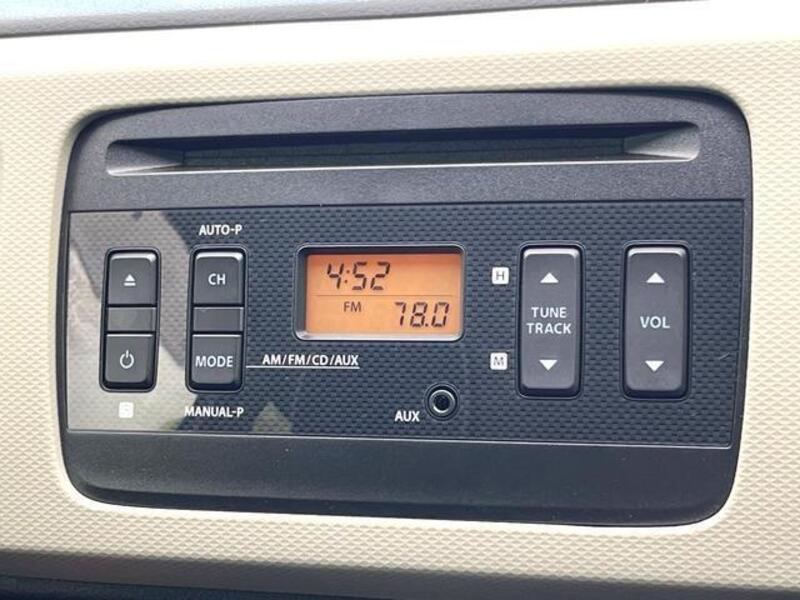 AUTO-P
CH
MODE
MANUAL-P
AM/FM/CD/AUX
4:52
FM
78.0
AUX
H
M
TUNE
TRACK
VOL